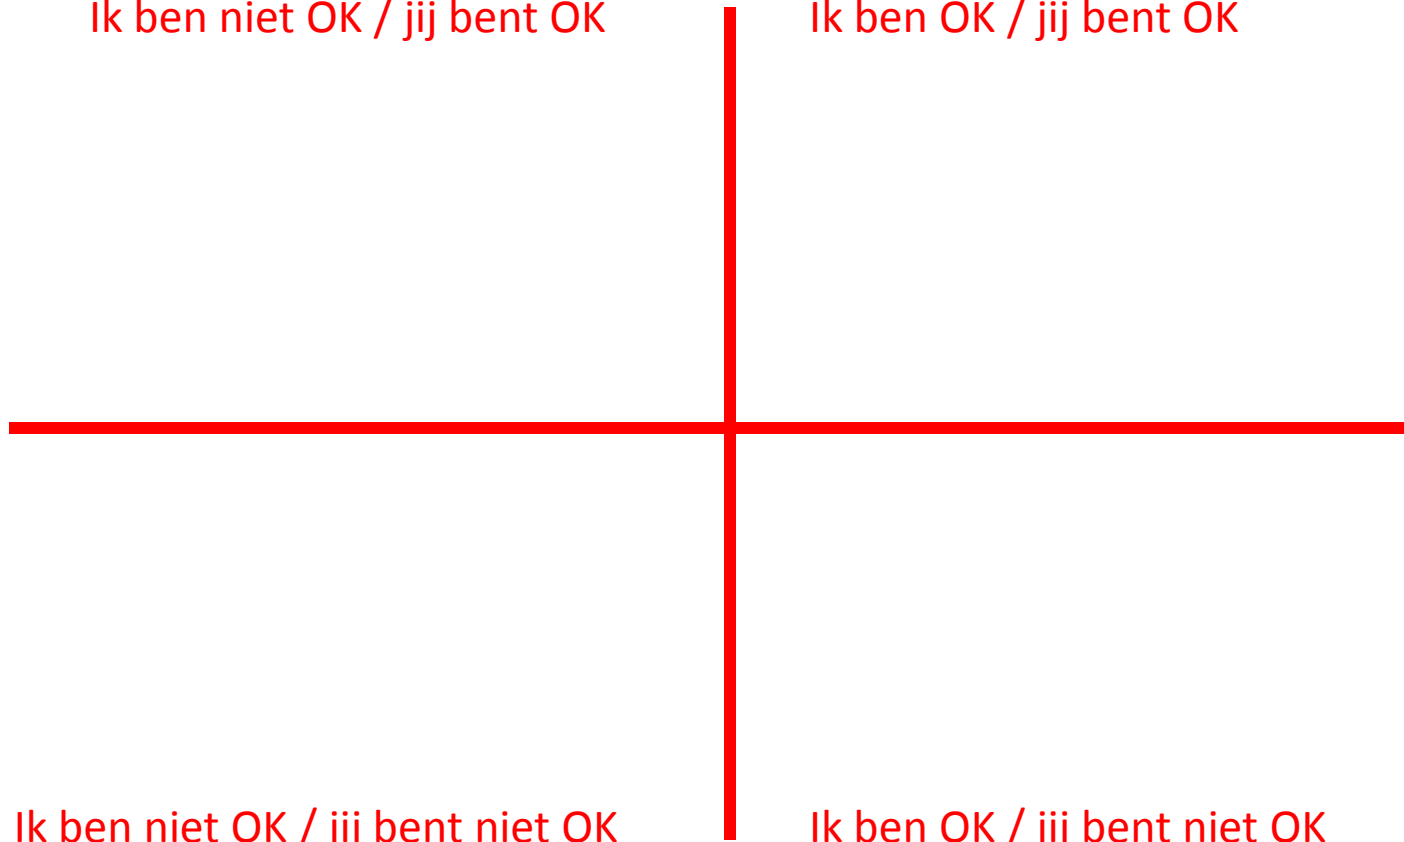 Ik ben niet OK / jij bent OK
Ik ben OK / jij bent OK
Ik ben niet OK / jij bent niet OK
Ik ben OK / jij bent niet OK